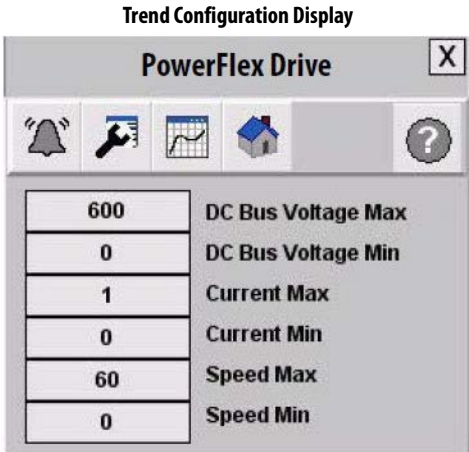 Trend Configuration Display
PowerFlex Drive X
?
600 DC Bus Voltage Max
0 DC Bus Voltage Min
1 Current Max
0 Current Min
60 Speed Max
0 Speed Min